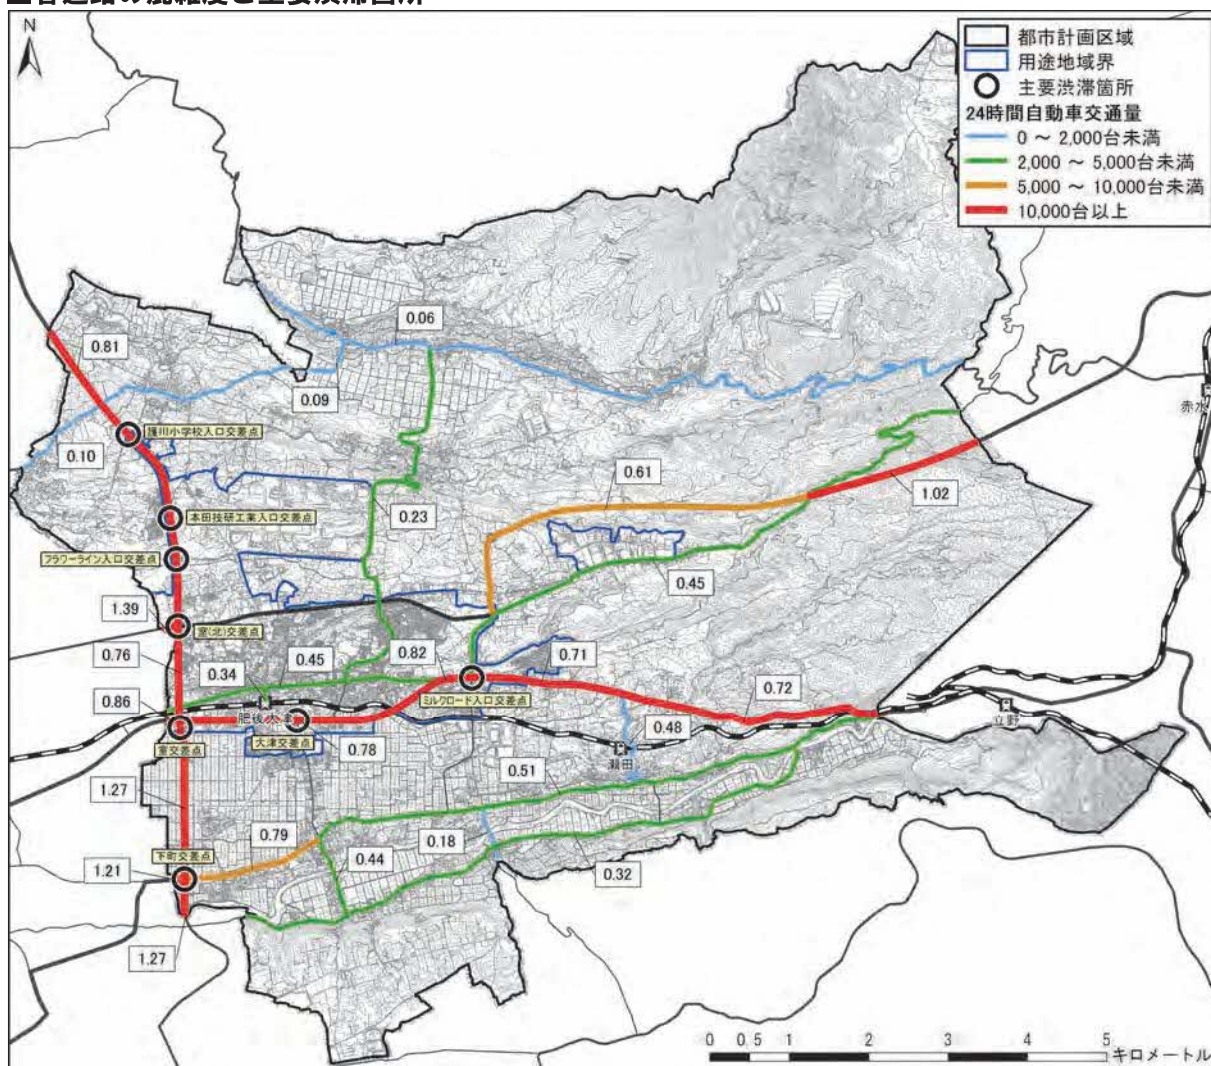 ■各道路の混雑度と主要渋滞箇所
N
都市計画区域
用途地域界
主要渋滞箇所
24時間自動車交通量
0 ～ 2,000台未満
2,000 ～ 5,000台未満
5,000 ～ 10,000台未満
10,000台以上
0.06
0.81
0.09
赤水
護川小学校入口交差点
0.10
0.61
1.02
本田技研工業入口交差点
0.23
フラワーライン入口交差点
0.45
1.39
室(北)交差点
0.76
0.45
0.82
0.71
0.34
ミルクロード入口交差点
0.72
0.86
肥後大津
立野
0.48
室交差点
大津交差点
0.78
瀬田
0.51
1.27
0.79
0.18
下町交差点
0.44
1.21
0.32
1.27
0 0.5 1 2 3 4 5
キロメートル